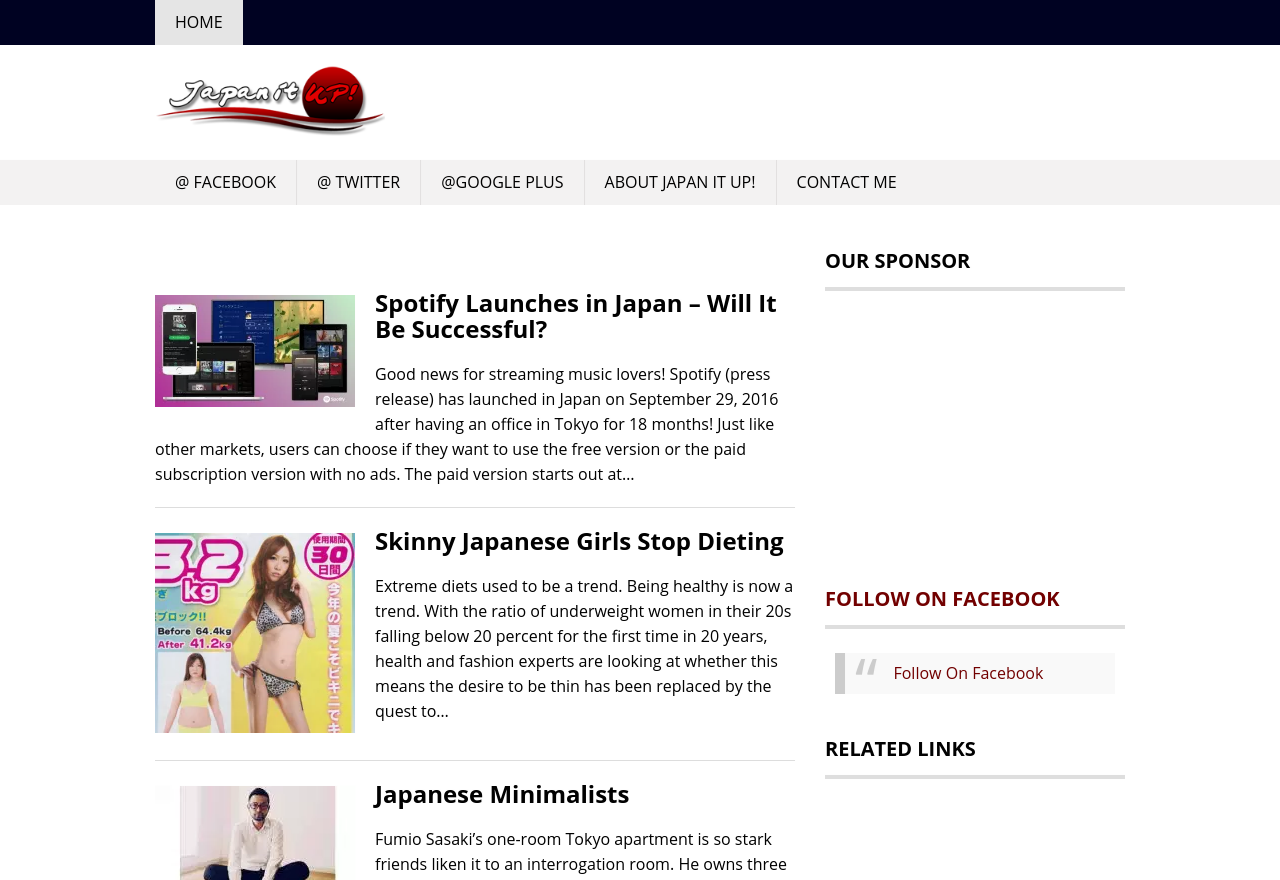 HOME
Japan it UP!
@ FACEBOOK
@ TWITTER
@GOOGLE PLUS
ABOUT JAPAN IT UP!
CONTACT ME
Spotify Launches in Japan – Will It
Be Successful?
Good news for streaming music lovers! Spotify (press
release) has launched in Japan on September 29, 2016
after having an office in Tokyo for 18 months! Just like
other markets, users can choose if they want to use the free version or the paid
subscription version with no ads. The paid version starts out at…
3.2
kg
使用期間
30
日間
ブロック!!
Before 64.4kg
After 41.2kg
今年の夏こそビキニでキ
Skinny Japanese Girls Stop Dieting
Extreme diets used to be a trend. Being healthy is now a
trend. With the ratio of underweight women in their 20s
falling below 20 percent for the first time in 20 years,
health and fashion experts are looking at whether this
means the desire to be thin has been replaced by the
quest to…
Japanese Minimalists
Fumio Sasaki’s one-room Tokyo apartment is so stark
friends liken it to an interrogation room. He owns three
OUR SPONSOR
FOLLOW ON FACEBOOK
Follow On Facebook
RELATED LINKS